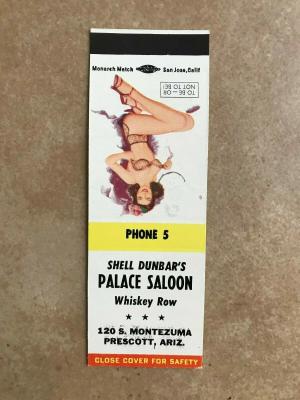 Monarch Match San Jose, Calif
TO BE — OR
NOT TO BE!
PHONE 5
SHELL DUNBAR'S
PALACE SALOON
Whiskey Row
120 S. MONTEZUMA
PRESCOTT, ARIZ.
CLOSE COVER FOR SAFETY